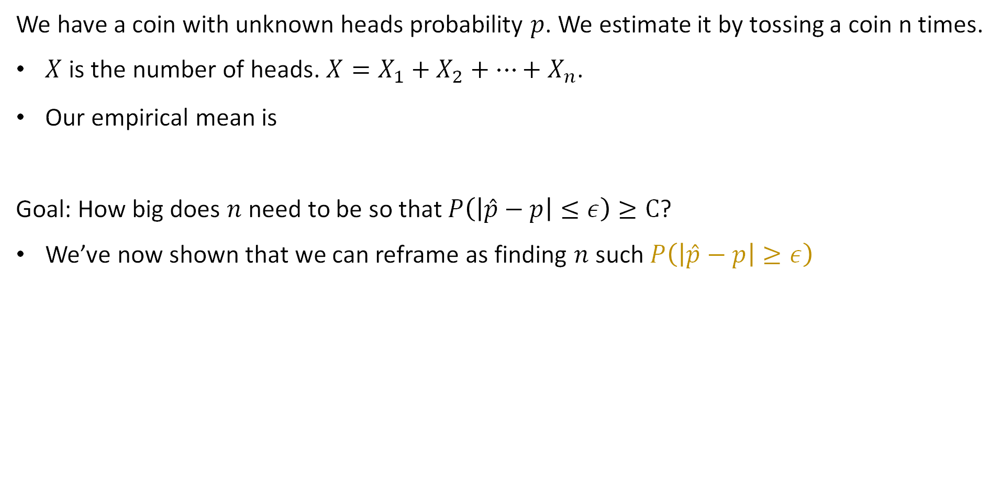 We have a coin with unknown heads probability 𝑝. We estimate it by tossing a coin n times.
• 𝑋 is the number of heads. 𝑋 = 𝑋₁ + 𝑋₂ + ⋯ + 𝑋ₙ.
• Our empirical mean is
Goal: How big does 𝑛 need to be so that 𝑃(|𝑝̂ − 𝑝| ≤ 𝜖) ≥ C?
• We’ve now shown that we can reframe as finding 𝑛 such 𝑃(|𝑝̂ − 𝑝| ≥ 𝜖)